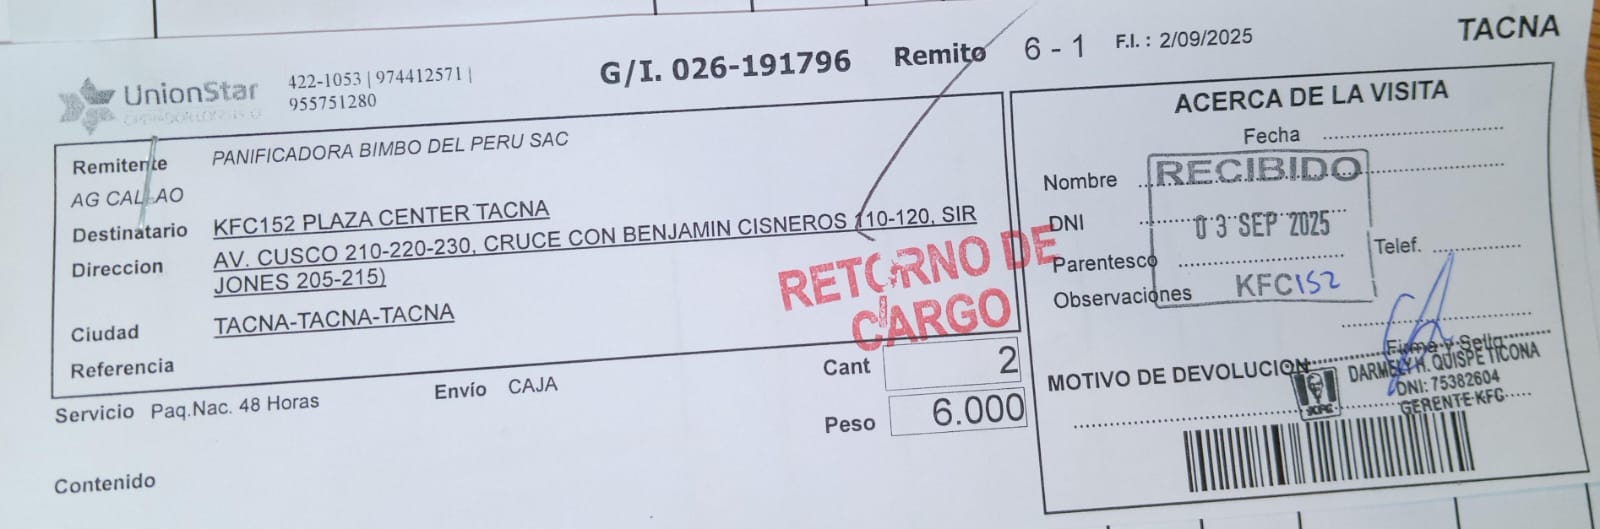 UnionStar
422-1053 | 974412571 |
955751280
G/I. 026-191796 Remito 6 - 1 F.I. : 2/09/2025
TACNA
Remitente PANIFICADORA BIMBO DEL PERU SAC
AG CALLAO
Destinatario KFC152 PLAZA CENTER TACNA
Direccion AV. CUSCO 210-220-230, CRUCE CON BENJAMIN CISNEROS 110-120, SIR
JONES 205-215)
Ciudad TACNA-TACNA-TACNA
Referencia
RETORNO DE
CARGO
Servicio Paq.Nac. 48 Horas
Envío CAJA
Cant 2
Peso 6.000
Contenido
ACERCA DE LA VISITA
Fecha
Nombre
RECIBIDO
DNI
03 SEP 2025
Parentesco
Telef.
Observaciones
KFC152
Firma y Sello
MOTIVO DE DEVOLUCION
KFC
DARMELY H. QUISPE TICONA
DNI: 75382604
GERENTE KFC